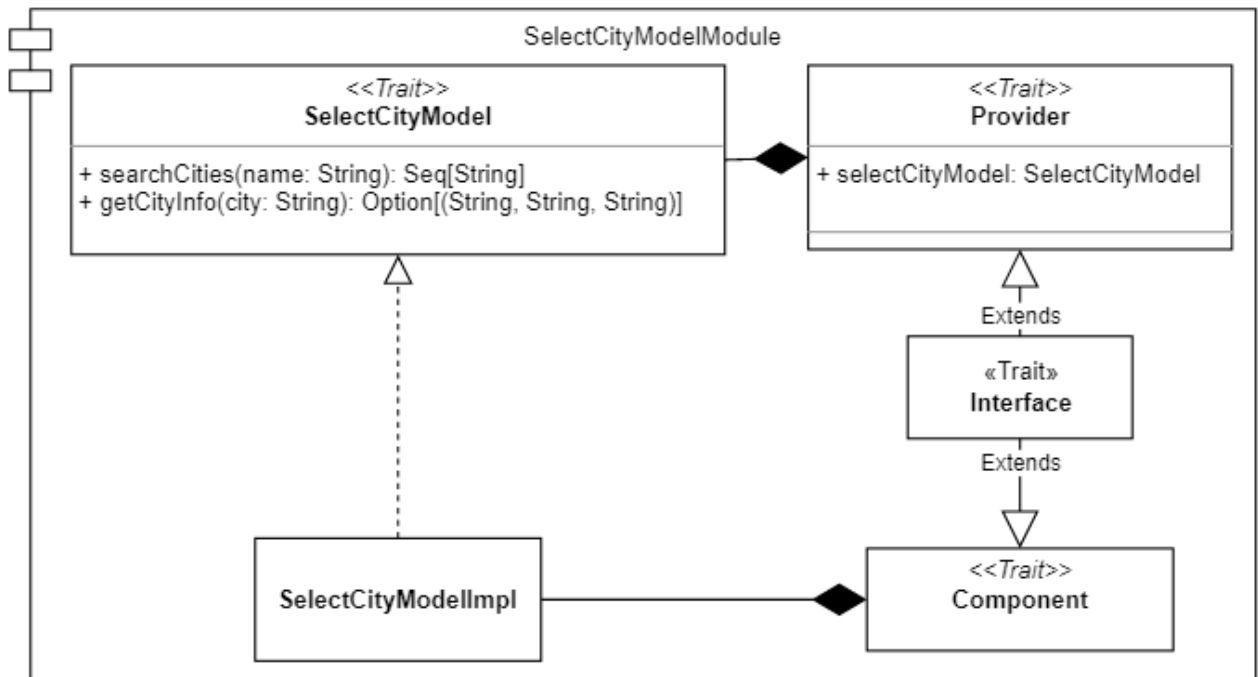 SelectCityModelModule
<<Trait>>
SelectCityModel
+ searchCities(name: String): Seq[String]
+ getCityInfo(city: String): Option[(String, String, String)]
<<Trait>>
Provider
+ selectCityModel: SelectCityModel
Extends
«Trait»
Interface
Extends
SelectCityModelImpl
<<Trait>>
Component